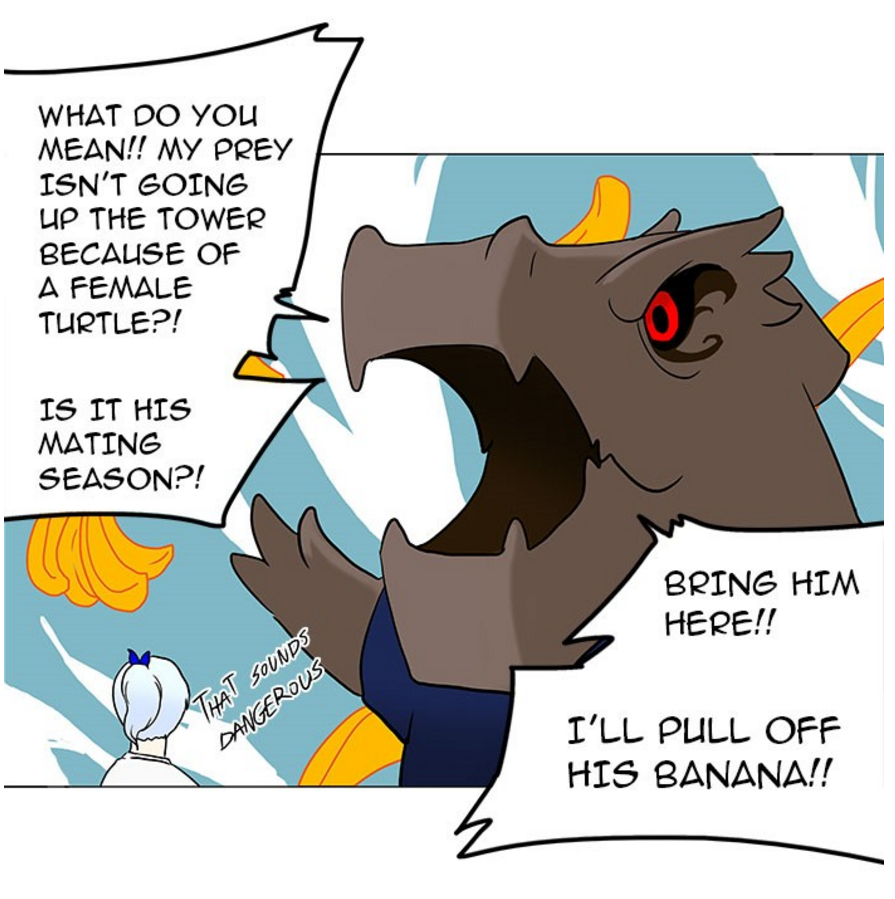 WHAT DO YOU
MEAN!! MY PREY
ISN'T GOING
UP THE TOWER
BECAUSE OF
A FEMALE
TURTLE?!
IS IT HIS
MATING
SEASON?!
THAT SOUNDS
DANGEROUS
BRING HIM
HERE!!
I'LL PULL OFF
HIS BANANA!!